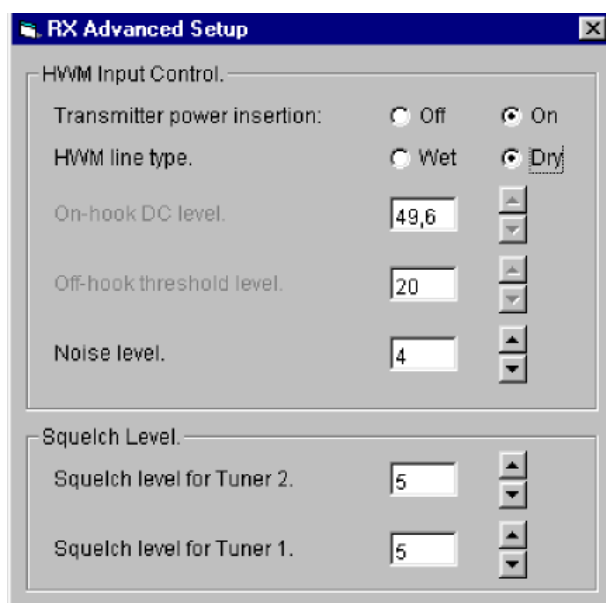 RX Advanced Setup
HWM Input Control.
Transmitter power insertion: Off On
HWM line type. Wet Dry
On-hook DC level. 49,6
Off-hook threshold level. 20
Noise level. 4
Squelch Level.
Squelch level for Tuner 2. 5
Squelch level for Tuner 1. 5